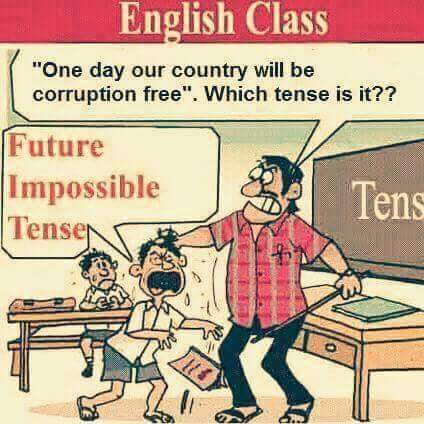 English Class
"One day our country will be
corruption free". Which tense is it??
Future
Impossible
Tense
Tens